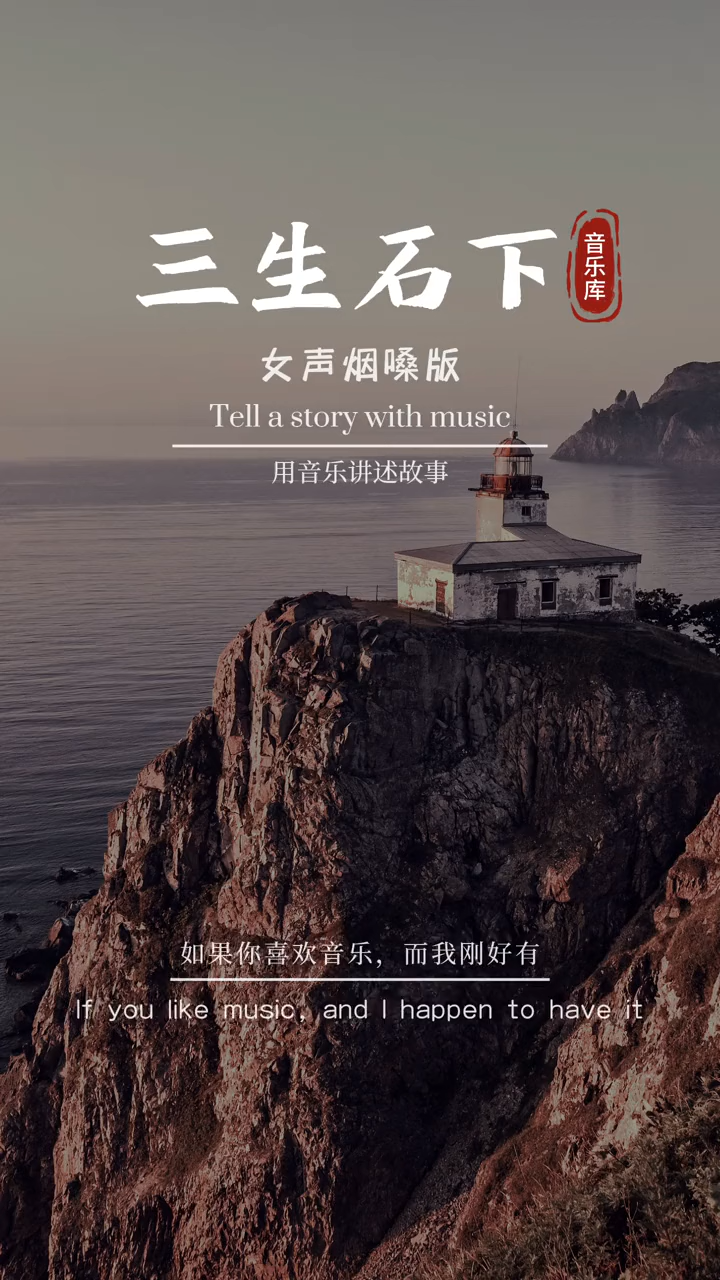 三生石下
音乐库
女声烟嗓版
Tell a story with music
用音乐讲述故事
如果你喜欢音乐，而我刚好有
If you like music, and I happen to have it